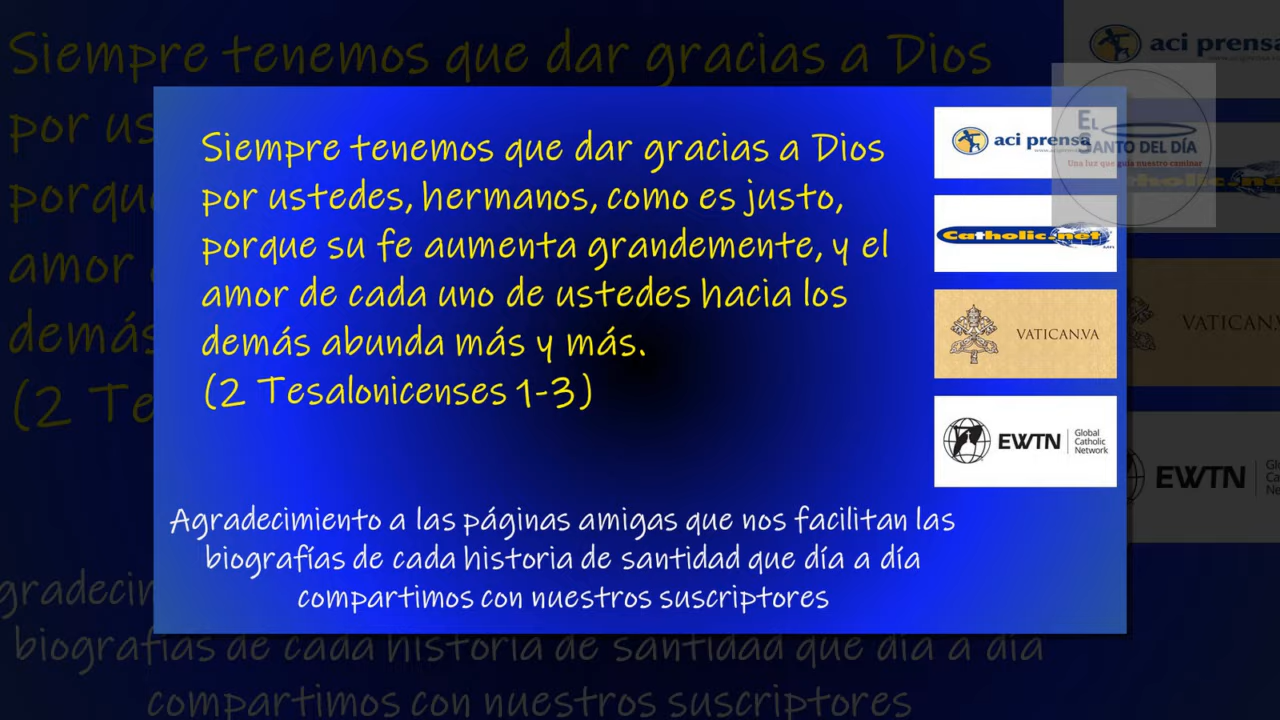 Siempre tenemos que dar gracias a Dios
por ustedes, hermanos, como es justo,
porque su fe aumenta grandemente, y el
amor de cada uno de ustedes hacia los
demás abunda más y más.
(2 Tesalonicenses 1-3)
Agradecimiento a las páginas amigas que nos facilitan las
biografías de cada historia de santidad que día a día
compartimos con nuestros suscriptores
aci prensa
EL
SANTO DEL DÍA
Una luz que guía nuestro caminar
Catholic.net
VATICAN.VA
EWTN
Global
Catholic
Network